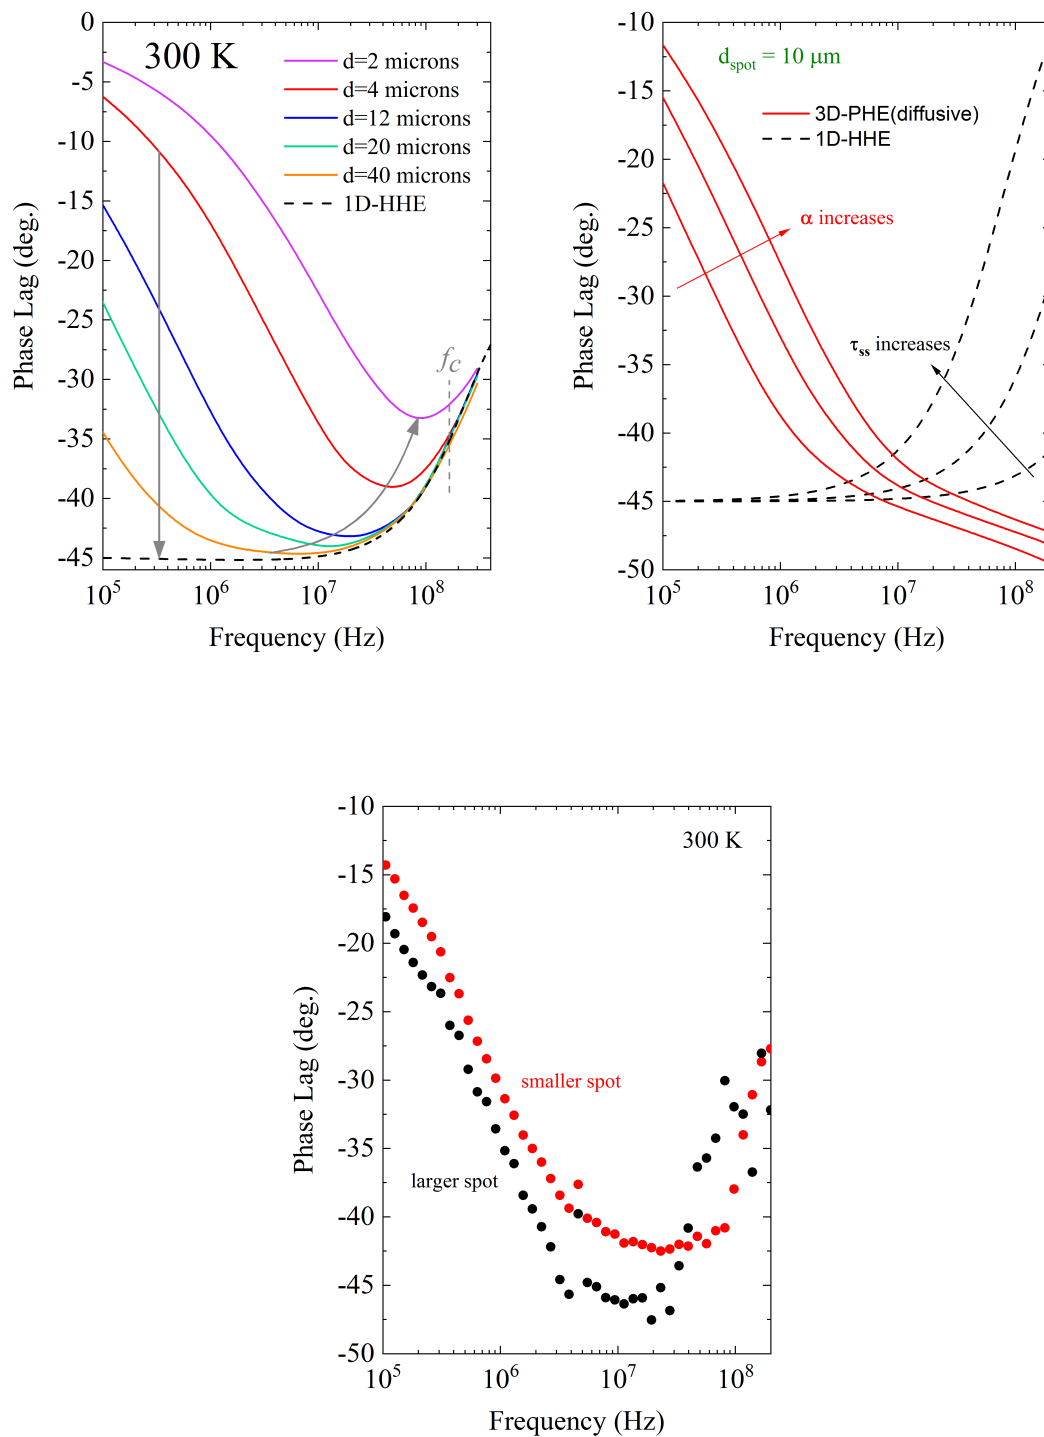 300 K
d=2 microns
d=4 microns
d=12 microns
d=20 microns
d=40 microns
1D-HHE
f_C
0
-5
-10
-15
-20
-25
-30
-35
-40
-45
10^5
10^6
10^7
10^8
Phase Lag (deg.)
Frequency (Hz)
d_spot = 10 μm
3D-PHE(diffusive)
1D-HHE
α increases
τ_ss increases
-10
-15
-20
-25
-30
-35
-40
-45
-50
10^5
10^6
10^7
10^8
Phase Lag (deg.)
Frequency (Hz)
300 K
smaller spot
larger spot
-10
-15
-20
-25
-30
-35
-40
-45
-50
10^5
10^6
10^7
10^8
Phase Lag (deg.)
Frequency (Hz)